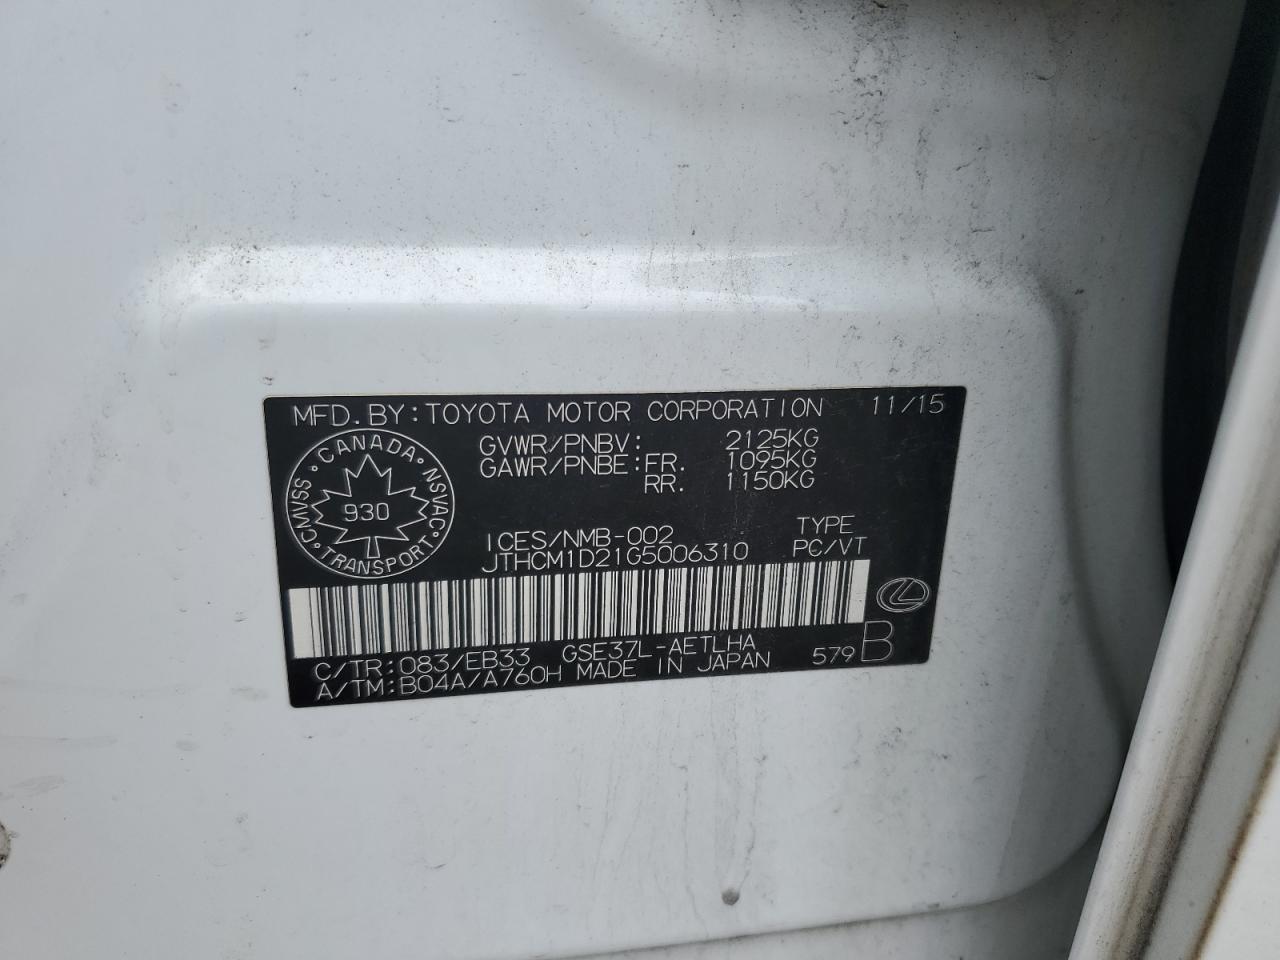 MFD. BY: TOYOTA MOTOR CORPORATION 11/15
GVWR/PNBV: 2125KG
GAWR/PNBE: FR. 1095KG
RR. 1150KG
CANADA
CMVSS NSVAC
930
TRANSPORT
ICES/NMB-002 TYPE
JTHCM1D21G5006310 PC/VT
C/TR: 083/EB33 GSE37L-AETLHA
A/TM: B04A/A760H MADE IN JAPAN 579 B